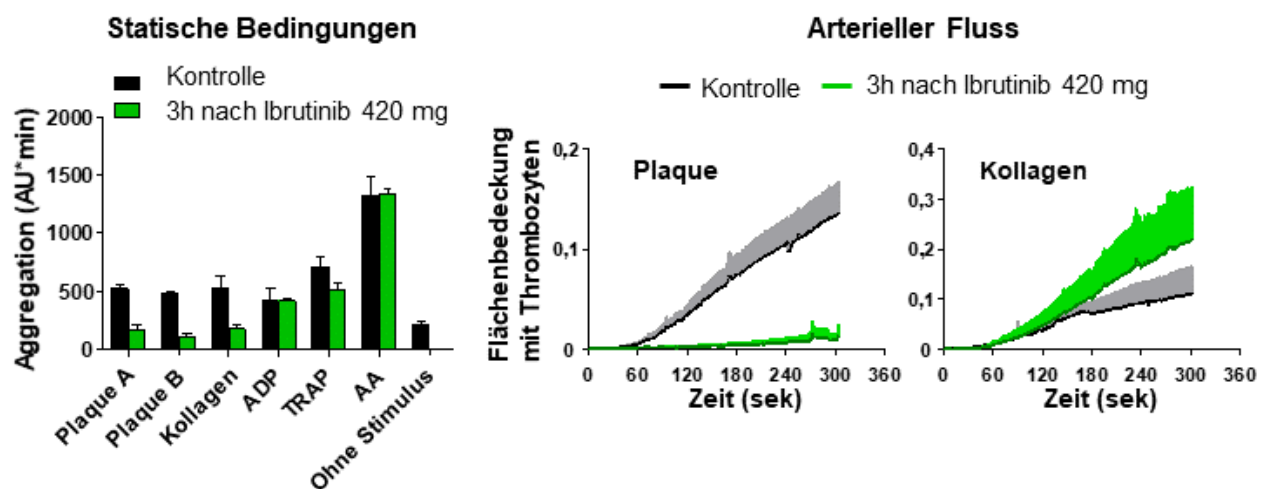 Statische Bedingungen
Kontrolle
3h nach Ibrutinib 420 mg
Aggregation (AU*min)
2000
1500
1000
500
0
Plaque A
Plaque B
Kollagen
ADP
TRAP
AA
Ohne Stimulus
Arterieller Fluss
Kontrolle
3h nach Ibrutinib 420 mg
Flächenbedeckung
mit Thrombozyten
Plaque
0,2
0,1
0
0 60 120 180 240 300 360
Zeit (sek)
Kollagen
0,4
0,3
0,2
0,1
0
0 60 120 180 240 300 360
Zeit (sek)